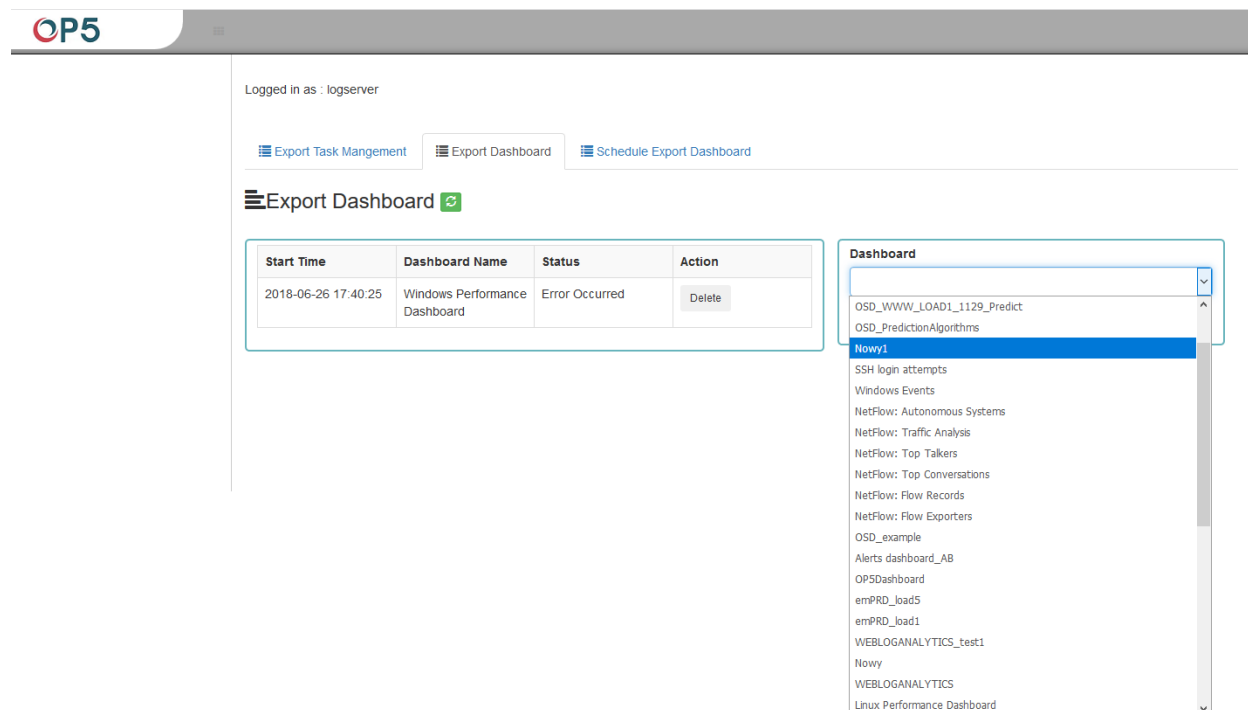 OP5
Logged in as : logserver
Export Task Mangement
Export Dashboard
Schedule Export Dashboard
Export Dashboard
Start Time Dashboard Name Status Action
2018-06-26 17:40:25 Windows Performance Error Occurred Delete
Dashboard
Dashboard
OSD_WWW_LOAD1_1129_Predict
OSD_PredictionAlgorithms
Nowy1
SSH login attempts
Windows Events
NetFlow: Autonomous Systems
NetFlow: Traffic Analysis
NetFlow: Top Talkers
NetFlow: Top Conversations
NetFlow: Flow Records
NetFlow: Flow Exporters
OSD_example
Alerts dashboard_AB
OP5Dashboard
emPRD_load5
emPRD_load1
WEBLOGANALYTICS_test1
Nowy
WEBLOGANALYTICS
Linux Performance Dashboard